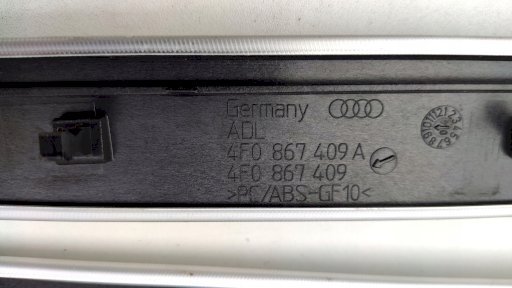 Germany
ADL
4F0 867 409 A
4F0 867 409
>PC/ABS-GF10<